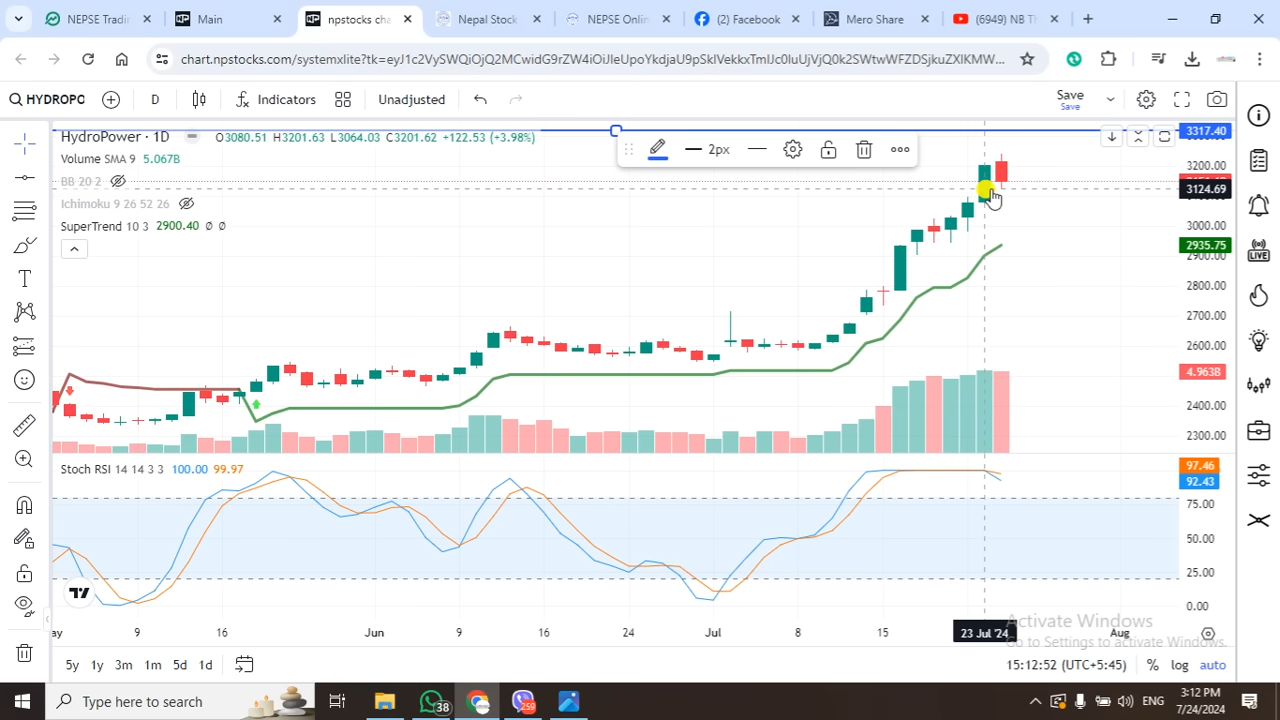 NEPSE Tradi
Main
npstocks cha
Nepal Stock
NEPSE Onlin
(2) Facebook
Mero Share
(6949) NB Th
chart.npstocks.com/systemxlite?tk=
HYDROPO
D
Indicators
Unadjusted
Save
Save
HydroPower · 1D
O3080.51 H3201.63 L3064.03 C3201.62 +122.53 (+3.98%)
Volume SMA 9 5.067B
BB 20 2
Ichimoku 9 26 52 26
SuperTrend 10 3 2900.40 Ø Ø
2px
3317.40
3200.00
3124.69
3000.00
2935.75
2900.00
2800.00
2700.00
2600.00
4.963B
2400.00
2300.00
LIVE
Stoch RSI 14 14 3 3 100.00 99.97
97.46
92.43
75.00
50.00
25.00
0.00
ay
9
16
Jun
9
16
24
Jul
8
15
23 Jul '24
Aug
Activate Windows
Go to Settings to activate Windows.
5y 1y 3m 1m 5d 1d
15:12:52 (UTC+5:45)
% log auto
Type here to search
38
259
ENG
3:12 PM
7/24/2024